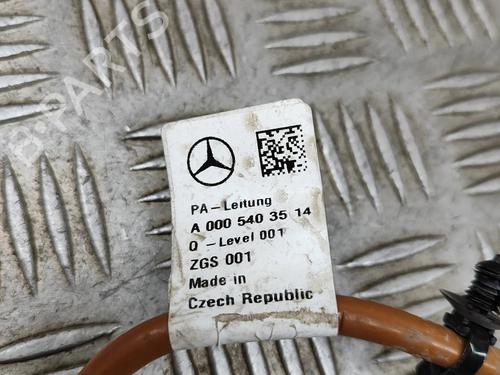 B-PARTS
PA-Leitung
A 000 540 35 14
Q - Level 001
ZGS 001
Made in
Czech Republic